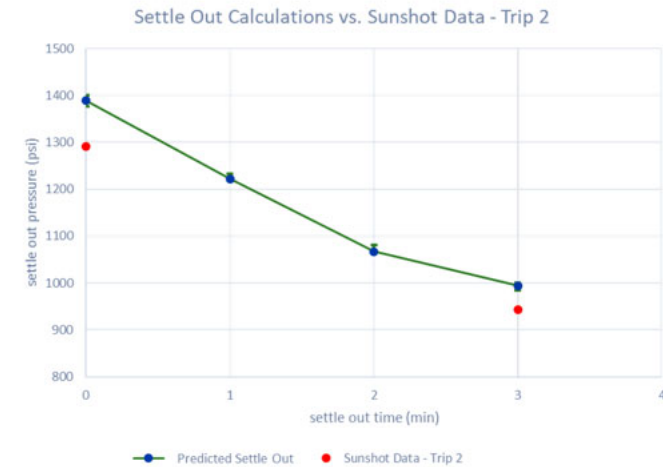 Settle Out Calculations vs. Sunshot Data - Trip 2
1500
1400
1300
1200
1100
1000
900
800
settle out pressure (psi)
0 1 2 3 4
settle out time (min)
Predicted Settle Out Sunshot Data - Trip 2